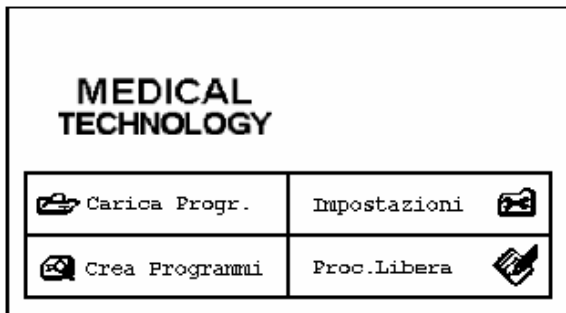 MEDICAL
TECHNOLOGY
Carica Progr.
Impostazioni
Crea Programmi
Proc.Libera